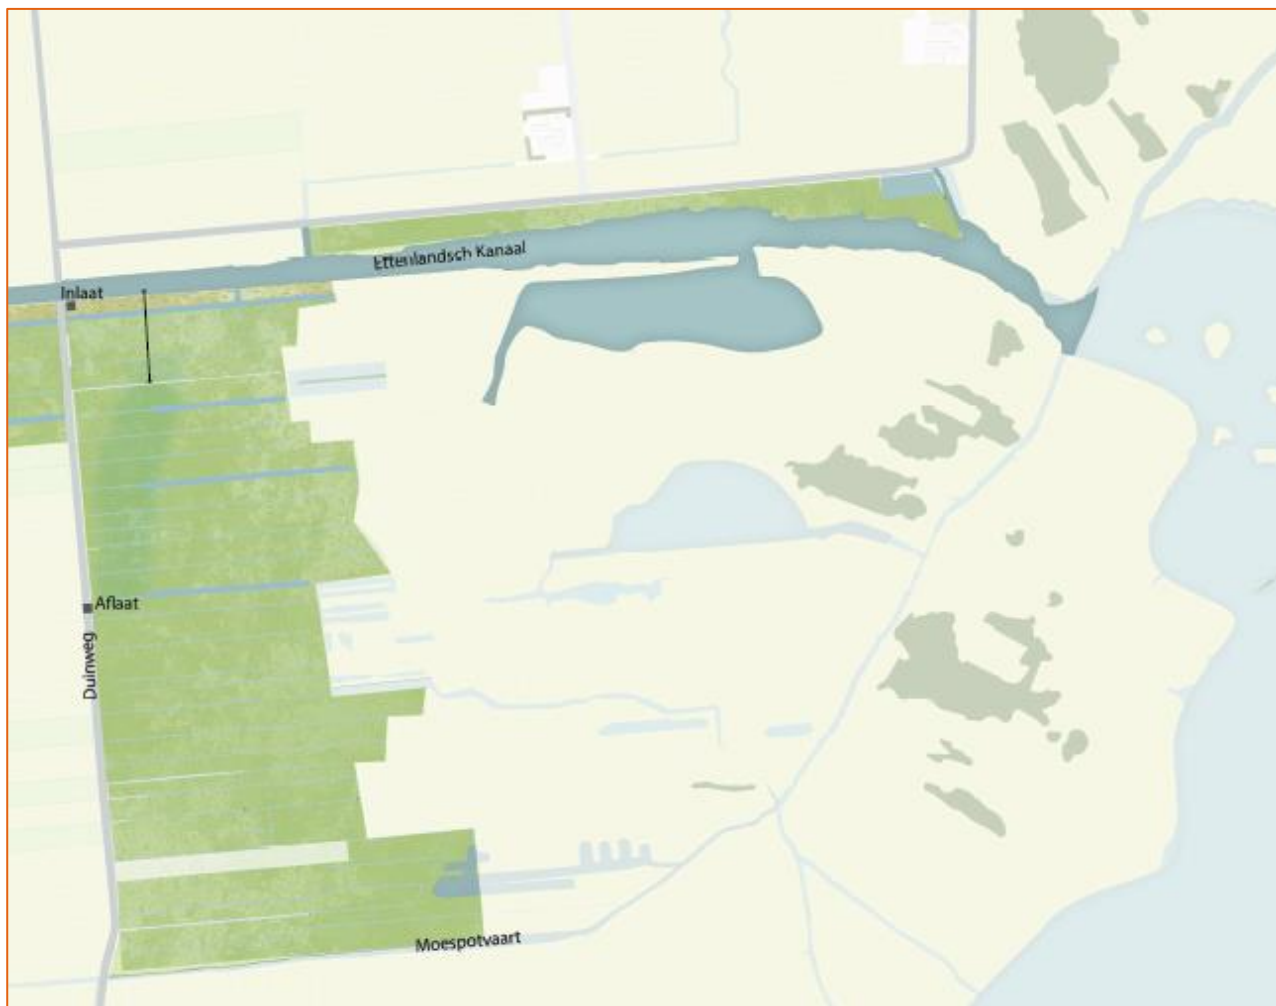 Ettenlandsch Kanaal
Inlaat
Aflaat
Duinweg
Moespotvaart